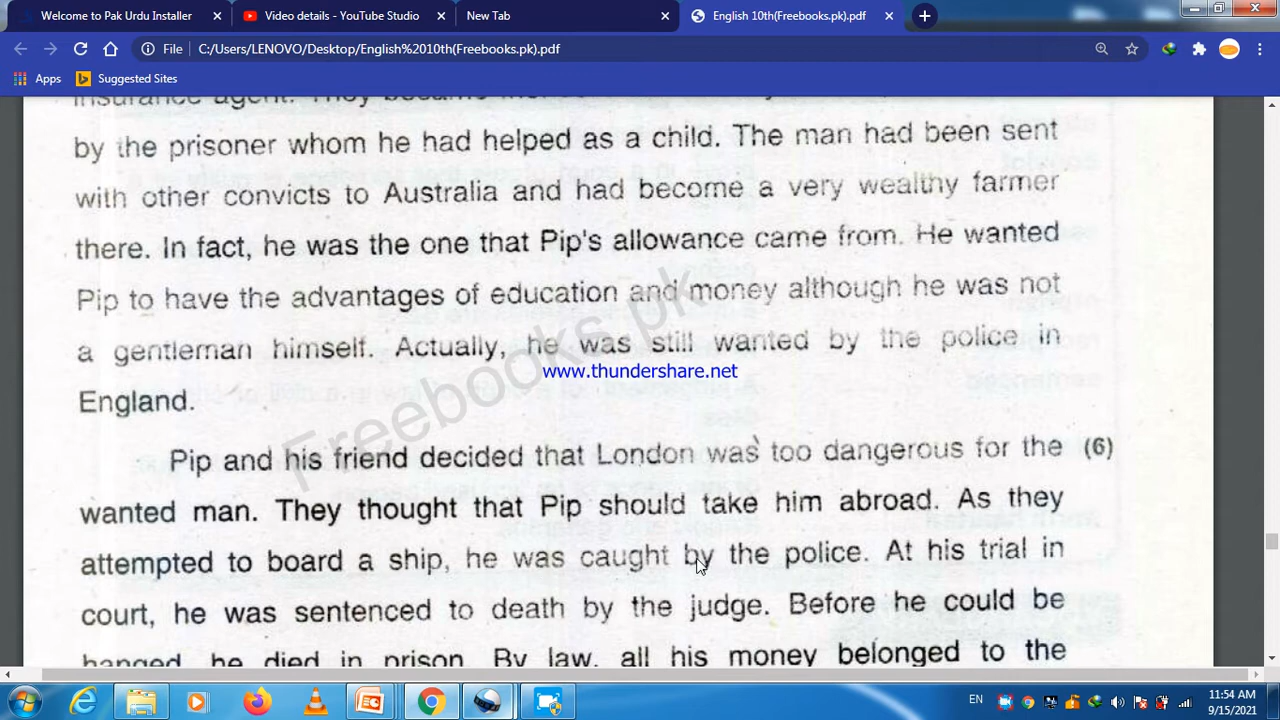 Welcome to Pak Urdu Installer
Video details - YouTube Studio
New Tab
English 10th(Freebooks.pk).pdf
File
C:/Users/LENOVO/Desktop/English%2010th(Freebooks.pk).pdf
Apps
Suggested Sites
insurance agent. They
by the prisoner whom he had helped as a child. The man had been sent
with other convicts to Australia and had become a very wealthy farmer
there. In fact, he was the one that Pip's allowance came from. He wanted
Pip to have the advantages of education and money although he was not
a gentleman himself. Actually, he was still wanted by the police in
www.thundershare.net
England.
Freebooks.pk
Pip and his friend decided that London was too dangerous for the (6)
wanted man. They thought that Pip should take him abroad. As they
attempted to board a ship, he was caught by the police. At his trial in
court, he was sentenced to death by the judge. Before he could be
hanged, he died in prison. By law, all his money belonged to the
EN
11:54 AM
9/15/2021